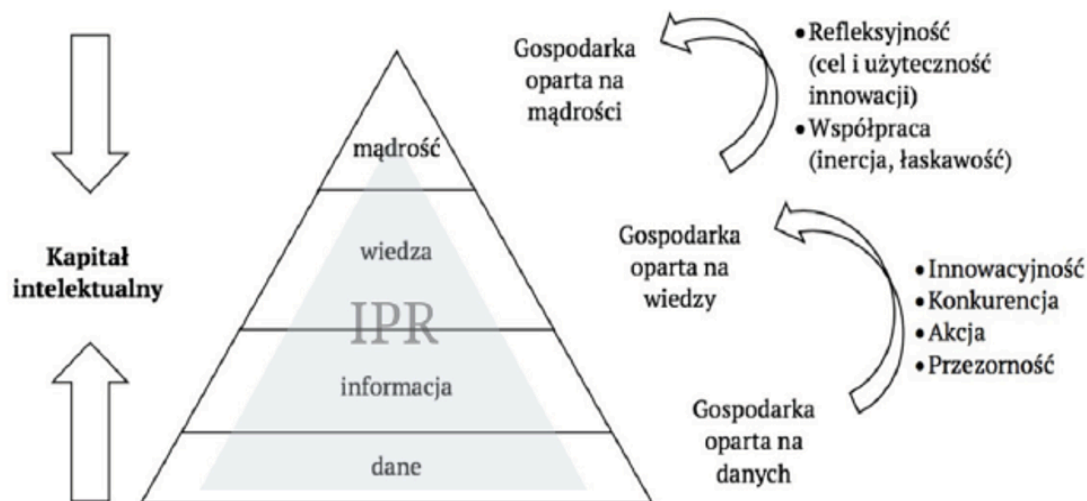 Kapitał
intelektualny
mądrość
wiedza
IPR
informacja
dane
Gospodarka
oparta na
mądrości
• Refleksyjność
(cel i użyteczność
innowacji)
• Współpraca
(inercja, łaskawość)
Gospodarka
oparta na
wiedzy
• Innowacyjność
• Konkurencja
• Akcja
• Przezorność
Gospodarka
oparta na
danych